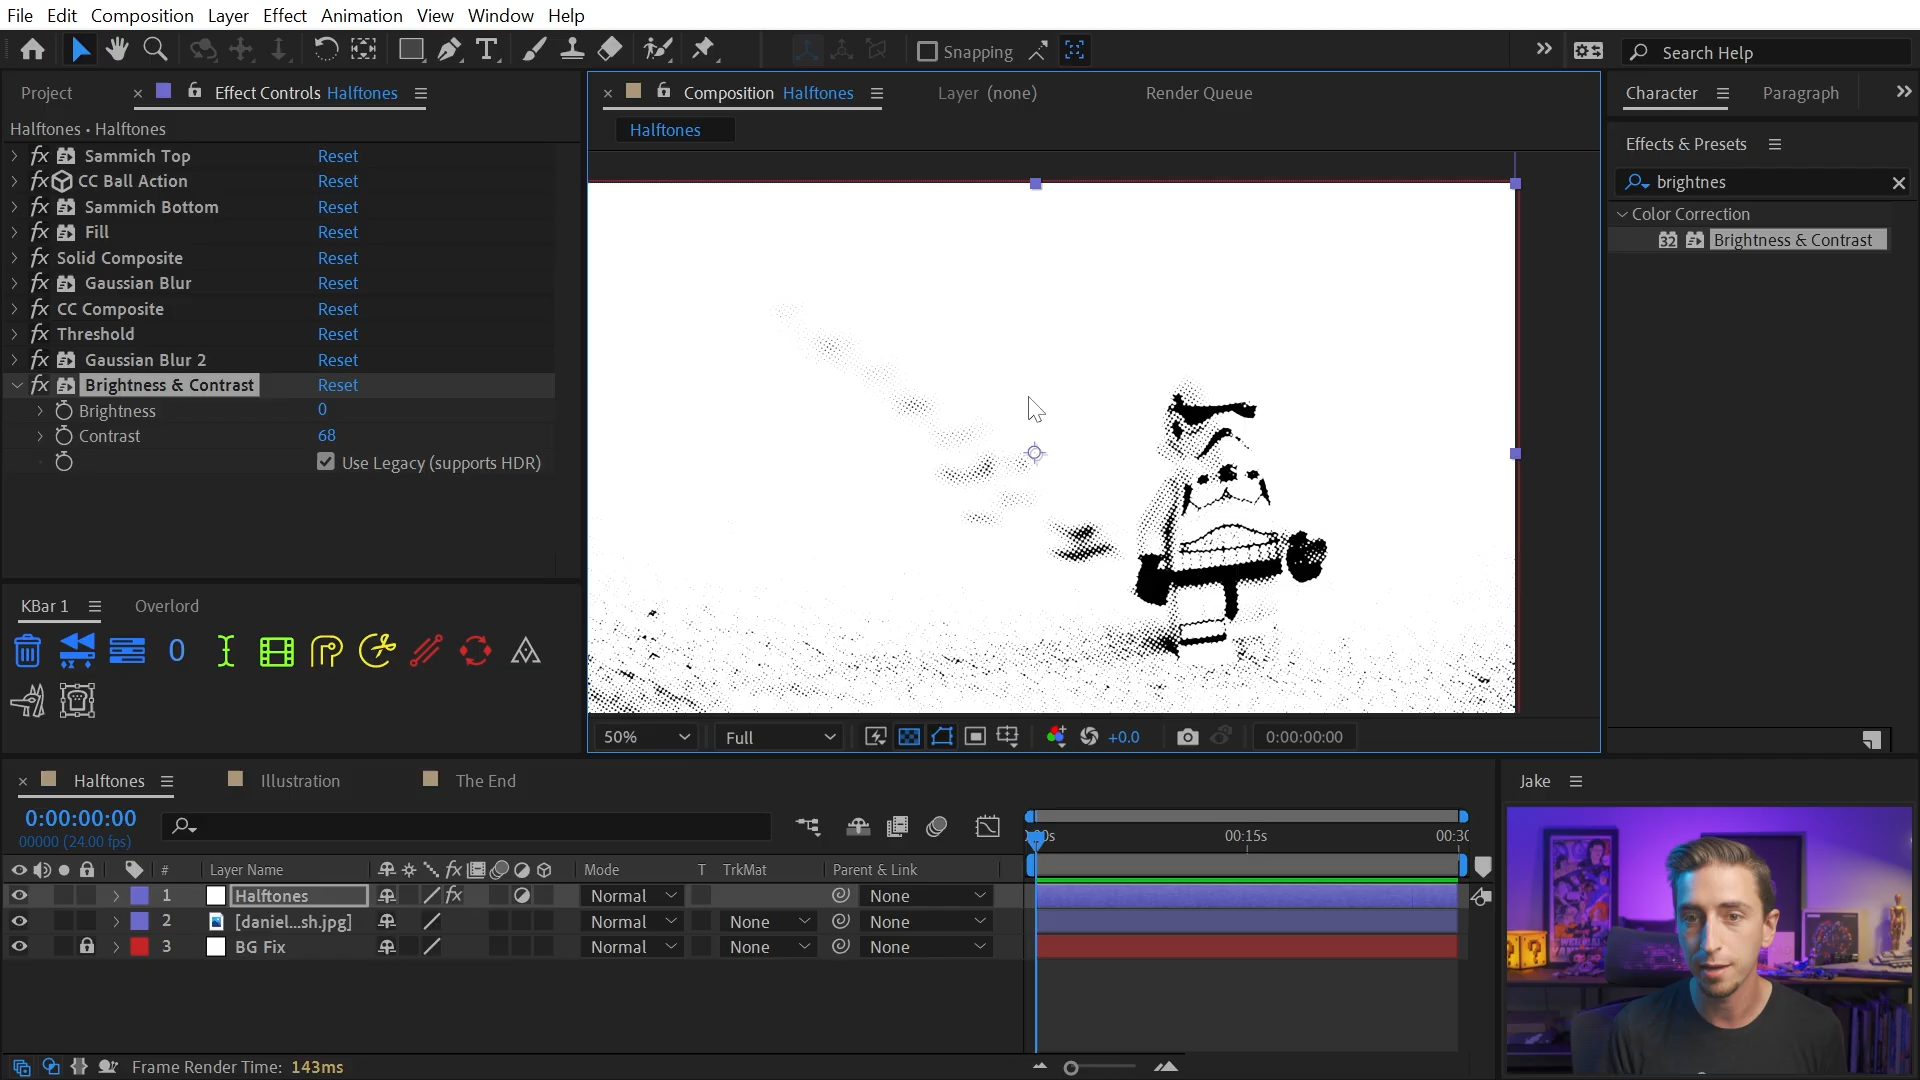 File Edit Composition Layer Effect Animation View Window Help
Snapping
Search Help
Project
Effect Controls Halftones
Composition Halftones
Layer (none)
Render Queue
Character
Paragraph
Halftones • Halftones
Halftones
Effects & Presets
Sammich Top Reset
CC Ball Action Reset
Sammich Bottom Reset
Fill Reset
Solid Composite Reset
Gaussian Blur Reset
CC Composite Reset
Threshold Reset
Gaussian Blur 2 Reset
Brightness & Contrast Reset
Brightness 0
Contrast 68
Use Legacy (supports HDR)
brightnes
Color Correction
32 Brightness & Contrast
KBar 1
Overlord
0
50%
Full
+0.0
0:00:00:00
Halftones
Illustration
The End
Jake
0:00:00:00
00000 (24.00 fps)
00:15s
# Layer Name Mode T TrkMat Parent & Link
1 Halftones Normal None
2 [daniel...sh.jpg] Normal None None
3 BG Fix Normal None None
Frame Render Time: 143ms